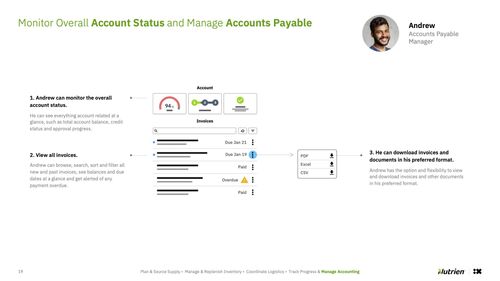 Monitor Overall Account Status and Manage Accounts Payable
Andrew
Accounts Payable
Manager
1. Andrew can monitor the overall
account status.
He can see everything account related at a
glance, such as total account balance, credit
status and approval progress.
2. View all invoices.
Andrew can browse, search, sort and filter all
new and past invoices, see balances and due
dates at a glance and get alerted of any
payment overdue.
Account
94
Invoices
Due Jan 21
Due Jan 19
Paid
Overdue
Paid
PDF
Excel
CSV
3. He can download invoices and
documents in his preferred format.
Andrew has the option and flexibility to view
and download invoices and other documents
in his preferred format.
19
Plan & Source Supply • Manage & Replenish Inventory • Coordinate Logistics • Track Progress & Manage Accounting
Nutrien